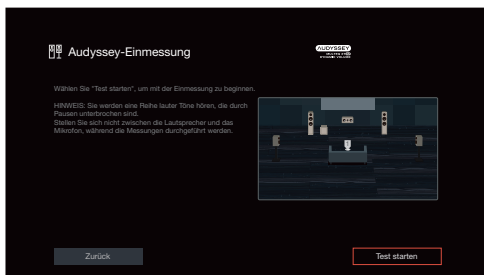 Audyssey-Einmessung
AUDYSSEY
Wählen Sie "Test starten", um mit der Einmessung zu beginnen.
HINWEIS: Sie werden eine Reihe lauter Töne hören, die durch
Pausen unterbrochen sind.
Stellen Sie sich nicht zwischen die Lautsprecher und das
Mikrofon, während die Messungen durchgeführt werden.
Zurück
Test starten